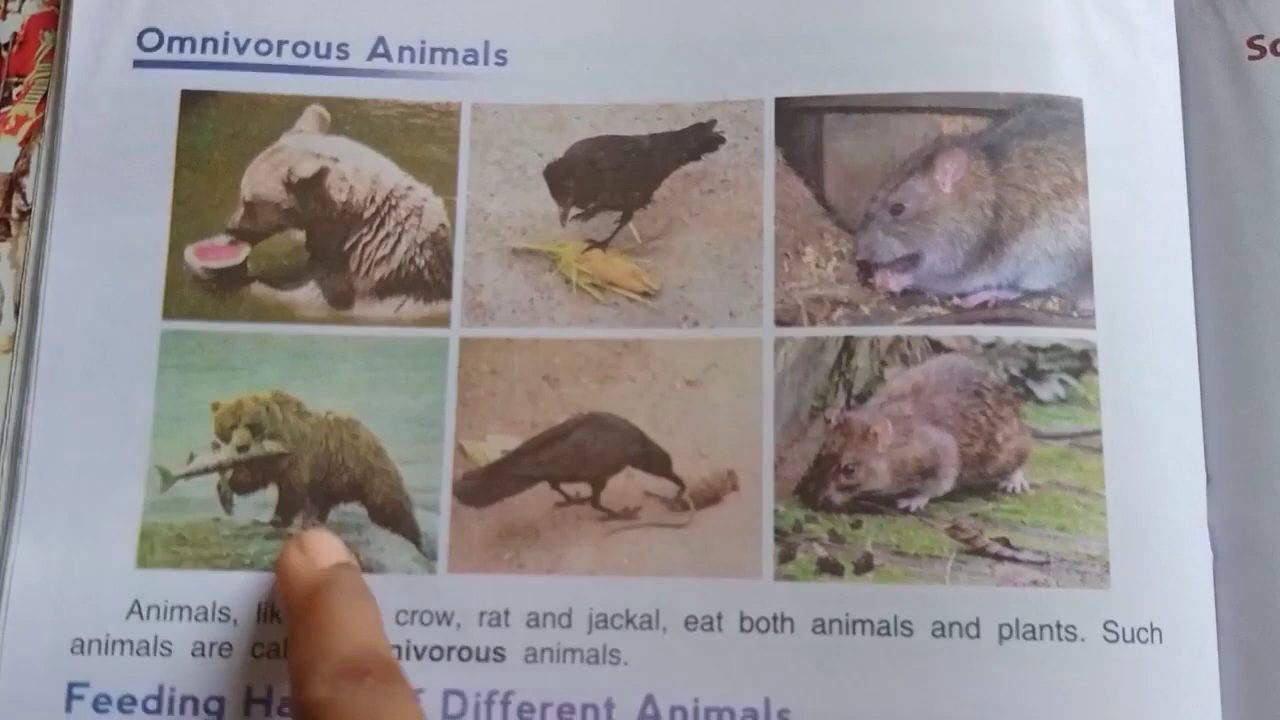 Omnivorous Animals
So
Animals, lik crow, rat and jackal, eat both animals and plants. Such
animals are cal nivorous animals.
Feeding Ha f Different Animals